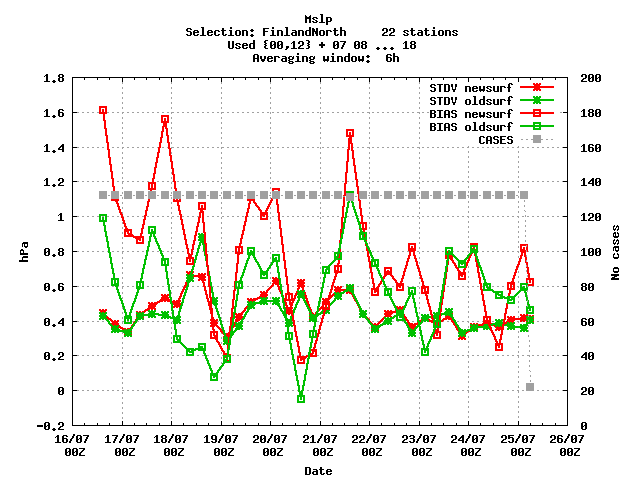 Mslp
Selection: FinlandNorth 22 stations
Used {00,12} + 07 08 ... 18
Averaging window: 6h
1.8
1.6
1.4
1.2
1
0.8
0.6
0.4
0.2
0
-0.2
hPa
200
180
160
140
120
100
80
60
40
20
0
No cases
STDV newsurf
STDV oldsurf
BIAS newsurf
BIAS oldsurf
CASES
16/07 17/07 18/07 19/07 20/07 21/07 22/07 23/07 24/07 25/07 26/07
00Z 00Z 00Z 00Z 00Z 00Z 00Z 00Z 00Z 00Z 00Z
Date